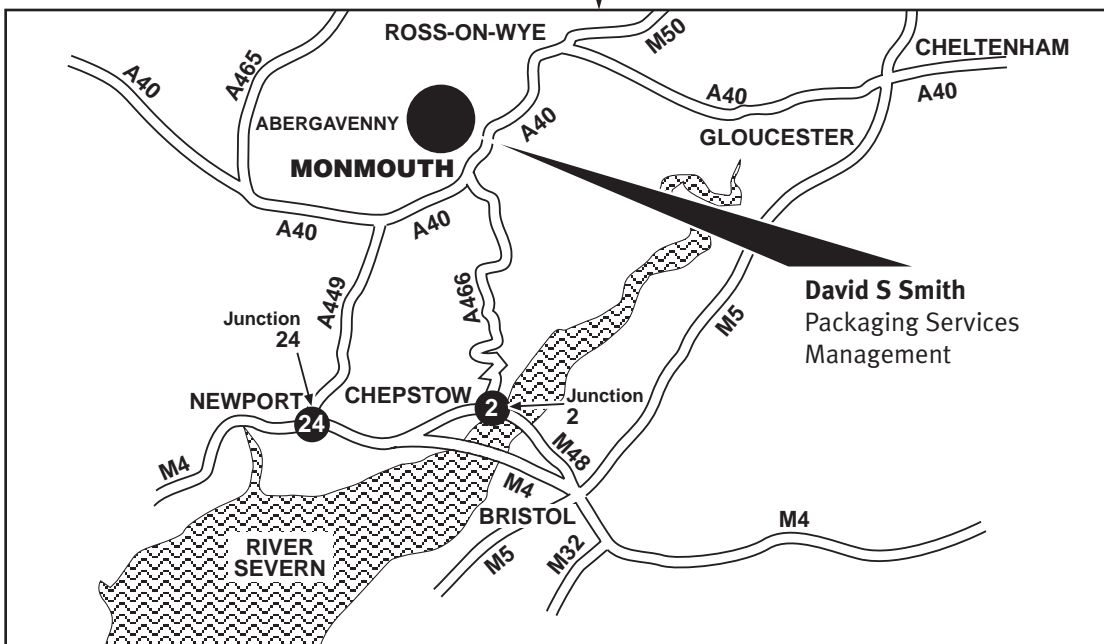 ROSS-ON-WYE
M50
CHELTENHAM
A40
A465
A40
A40
A40
ABERGAVENNY
GLOUCESTER
MONMOUTH
A40
A40
A449
A466
David S Smith
Packaging Services
Management
M5
Junction
24
NEWPORT
24
CHEPSTOW
2
Junction
2
M4
M48
M4
BRISTOL
M4
RIVER
SEVERN
M5
M32